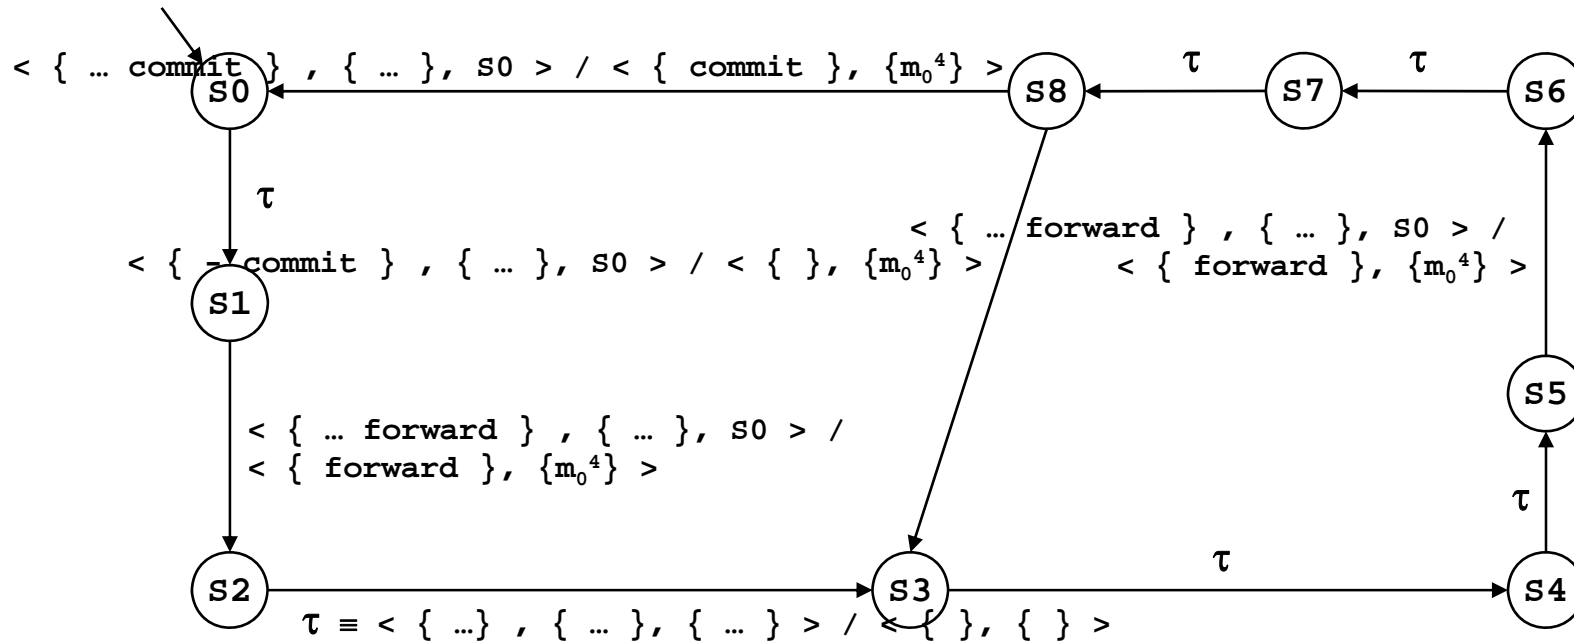 < { … commit } , { … }, S0 > / < { commit }, {m₀⁴} >
τ
τ
S0
S8
S7
S6
τ
< { - commit } , { … }, S0 > / < { }, {m₀⁴} >
< { … forward } , { … }, S0 > /
< { forward }, {m₀⁴} >
S1
S5
< { … forward } , { … }, S0 > /
< { forward }, {m₀⁴} >
τ
τ
S2
S3
S4
τ ≡ < { …} , { … }, { … } > / < { }, { } >